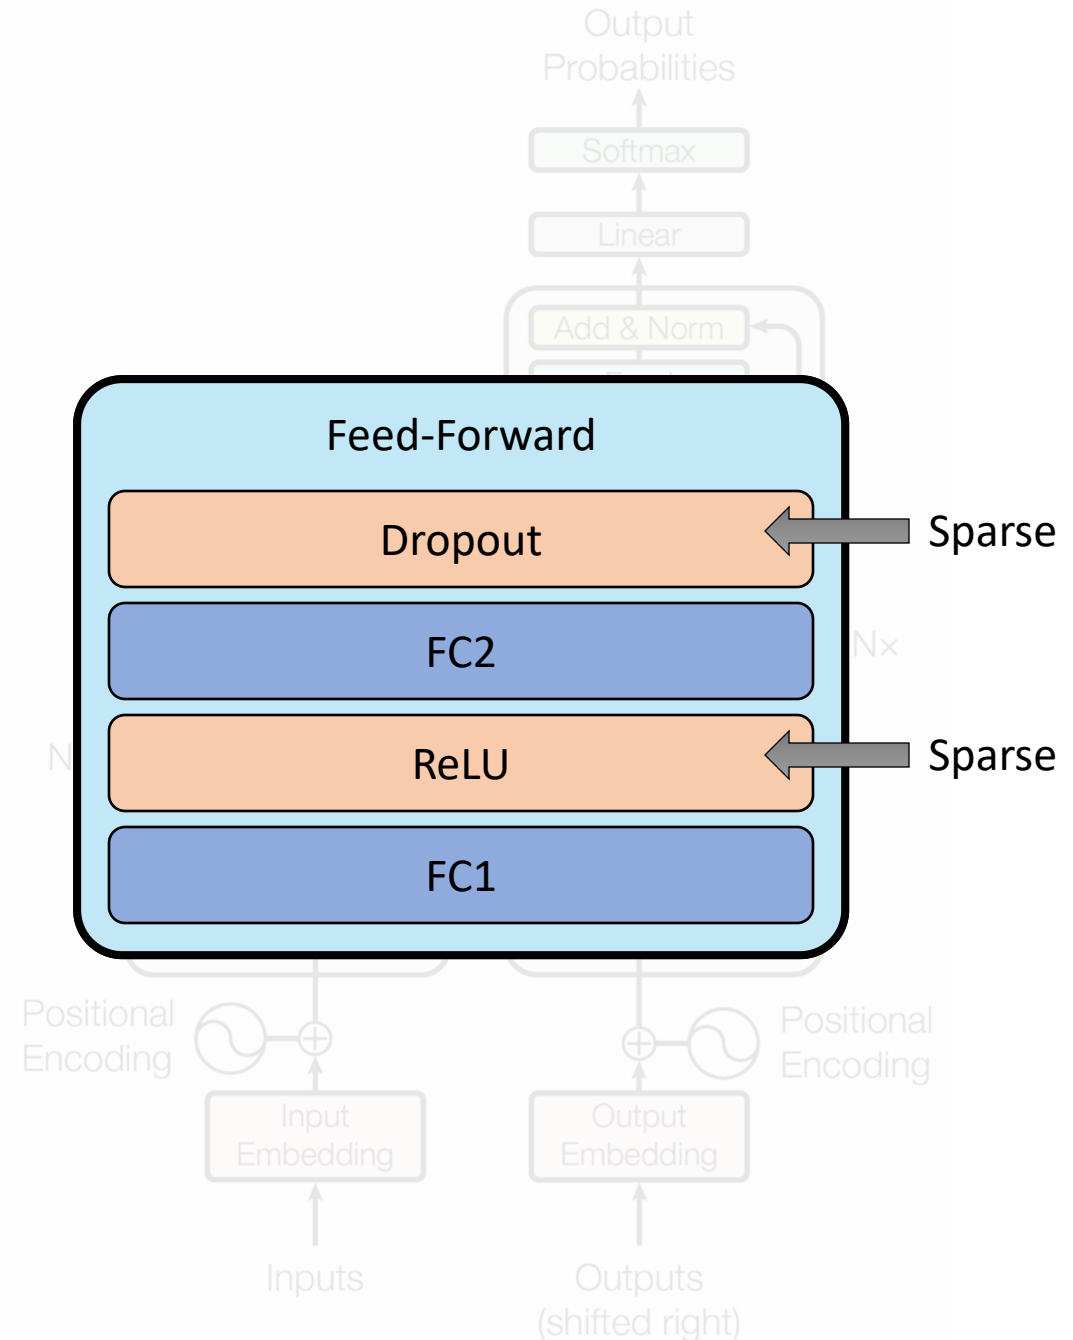 Output
Probabilities
Softmax
Linear
Add & Norm
Feed-Forward
Dropout
Sparse
FC2
N×
ReLU
Sparse
N
FC1
Positional
Encoding
Positional
Encoding
Input
Embedding
Output
Embedding
Inputs
Outputs
(shifted right)